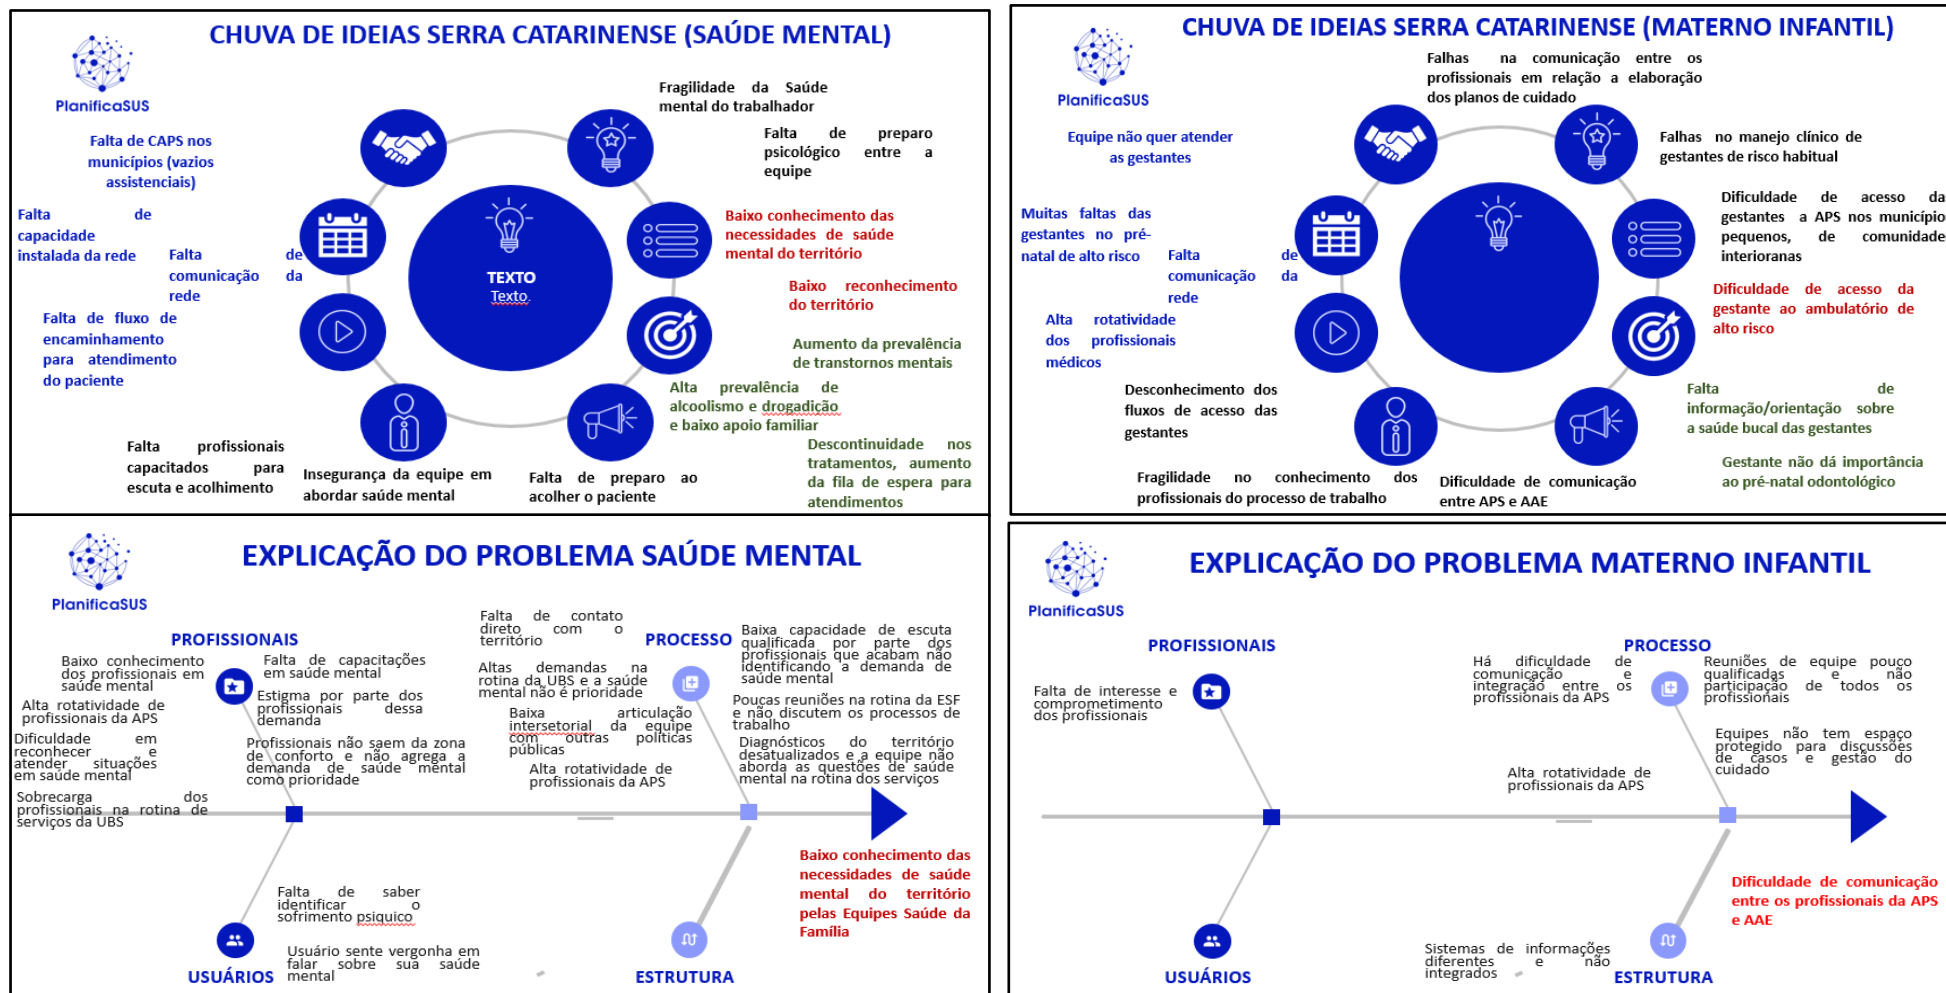 CHUVA DE IDEIAS SERRA CATARINENSE (SAÚDE MENTAL)
PlanificaSUS
Fragilidade da Saúde
mental do trabalhador
Falta de preparo
psicológico entre a
equipe
Falta de CAPS nos
municípios (vazios
assistenciais)
Falta de
capacidade
instalada da rede
Falta de
comunicação da
rede
Falta de fluxo de
encaminhamento
para atendimento
do paciente
TEXTO
Texto.
Baixo conhecimento das
necessidades de saúde
mental do território
Baixo reconhecimento
do território
Aumento da prevalência
de transtornos mentais
Alta prevalência de
alcoolismo e drogadição
e baixo apoio familiar
Descontinuidade nos
tratamentos, aumento
da fila de espera para
atendimentos
Falta profissionais
capacitados para
escuta e acolhimento
Insegurança da equipe em
abordar saúde mental
Falta de preparo ao
acolher o paciente
CHUVA DE IDEIAS SERRA CATARINENSE (MATERNO INFANTIL)
PlanificaSUS
Falhas na comunicação entre os
profissionais em relação a elaboração
dos planos de cuidado
Equipe não quer atender
as gestantes
Falhas no manejo clínico de
gestantes de risco habitual
Muitas faltas das
gestantes no pré-
natal de alto risco
Falta de
comunicação da
rede
Alta rotatividade
dos profissionais
médicos
Dificuldade de acesso da
gestantes a APS nos município
pequenos, de comunidade
interioranas
Dificuldade de acesso da
gestante ao ambulatório de
alto risco
Desconhecimento dos
fluxos de acesso das
gestantes
Falta de
informação/orientação sobre
a saúde bucal das gestantes
Gestante não dá importância
ao pré-natal odontológico
Fragilidade no conhecimento dos
profissionais do processo de trabalho
Dificuldade de comunicação
entre APS e AAE
EXPLICAÇÃO DO PROBLEMA SAÚDE MENTAL
PlanificaSUS
PROFISSIONAIS
Baixo conhecimento
dos profissionais em
saúde mental
Alta rotatividade de
profissionais da APS
Dificuldade em
reconhecer e
atender situações
em saúde mental
Sobrecarga dos
profissionais na rotina de
serviços da UBS
Falta de capacitações
em saúde mental
Estigma por parte dos
profissionais dessa
demanda
Profissionais não saem da zona
de conforto e não agrega a
demanda de saúde mental
como prioridade
PROCESSO
Falta de contato
direto com o
território
Altas demandas na
rotina da UBS e a saúde
mental não é prioridade
Baixa articulação
intersetorial da equipe
com outras políticas
públicas
Alta rotatividade de
profissionais da APS
Baixa capacidade de escuta
qualificada por parte dos
profissionais que acabam não
identificando a demanda de
saúde mental
Poucas reuniões na rotina da ESF
e não discutem os processos de
trabalho
Diagnósticos do território
desatualizados e a equipe não
aborda as questões de saúde
mental na rotina dos serviços
Baixo conhecimento das
necessidades de saúde
mental do território
pelas Equipes Saúde da
Família
Falta de saber
identificar o
sofrimento psiquico
Usuário sente vergonha em
falar sobre sua saúde
mental
USUÁRIOS
ESTRUTURA
EXPLICAÇÃO DO PROBLEMA MATERNO INFANTIL
PlanificaSUS
PROFISSIONAIS
Falta de interesse e
comprometimento
dos profissionais
PROCESSO
Há dificuldade de
comunicação e
integração entre os
profissionais da APS
Reuniões de equipe pouco
qualificadas e não
participação de todos os
profissionais
Equipes não tem espaço
protegido para discussões
de casos e gestão do
cuidado
Alta rotatividade de
profissionais da APS
Dificuldade de comunicação
entre os profissionais da APS
e AAE
Sistemas de informações
diferentes e não
integrados
USUÁRIOS
ESTRUTURA